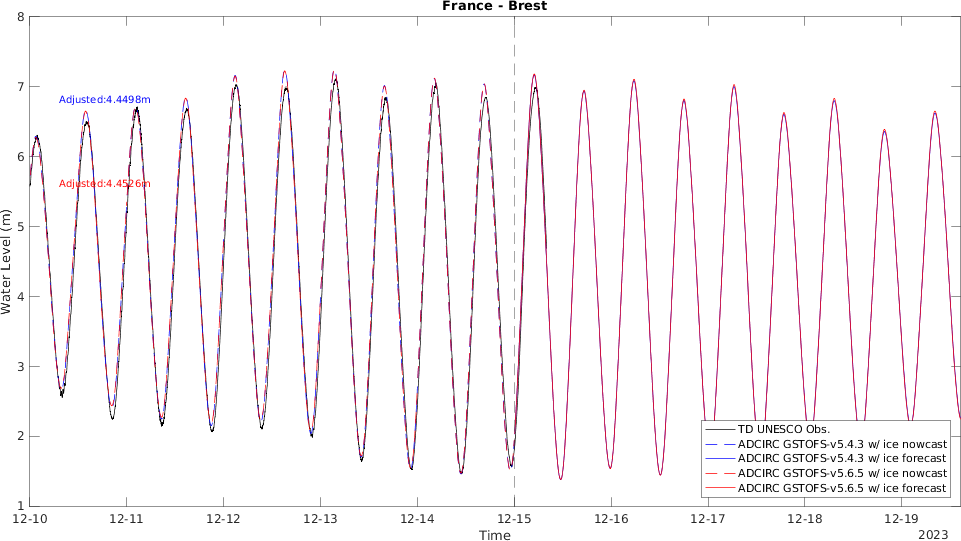 France - Brest
8
7
6
5
4
3
2
1
Water Level (m)
Adjusted:4.4498m
Adjusted:4.4526m
TD UNESCO Obs.
ADCIRC GSTOFS-v5.4.3 w/ ice nowcast
ADCIRC GSTOFS-v5.4.3 w/ ice forecast
ADCIRC GSTOFS-v5.6.5 w/ ice nowcast
ADCIRC GSTOFS-v5.6.5 w/ ice forecast
12-10 12-11 12-12 12-13 12-14 12-15 12-16 12-17 12-18 12-19
Time
2023